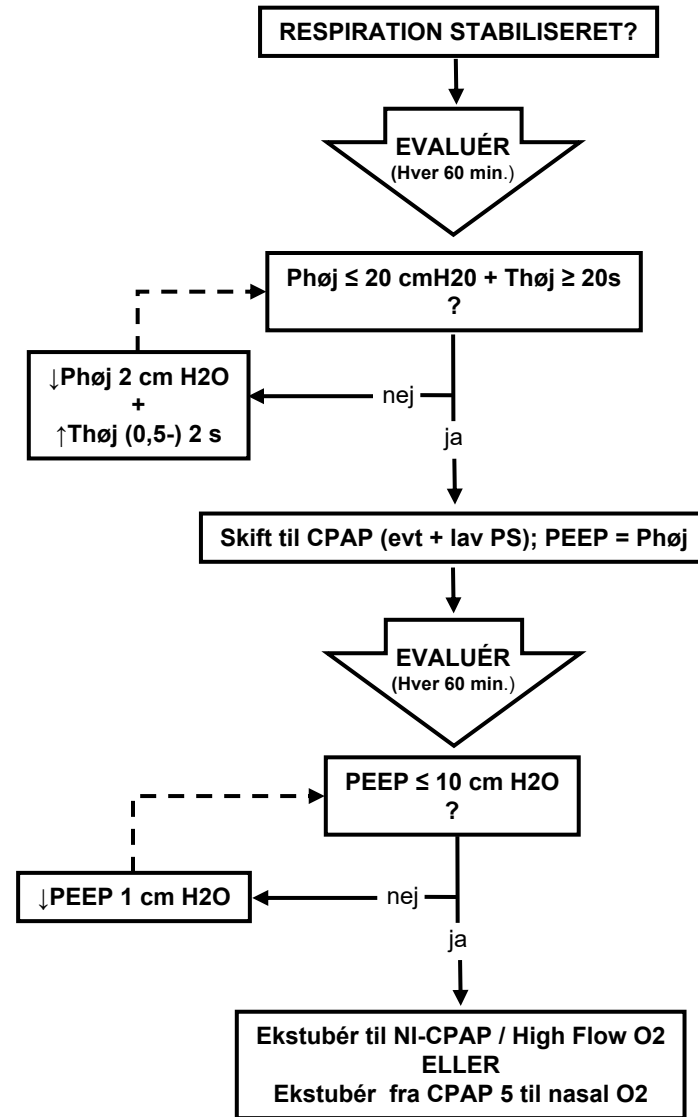 RESPIRATION STABILISERET?
EVALUÉR
(Hver 60 min.)
Phøj ≤ 20 cmH20 + Thøj ≥ 20s
?
↓Phøj 2 cm H2O
+
↑Thøj (0,5-) 2 s
nej
ja
Skift til CPAP (evt + lav PS); PEEP = Phøj
EVALUÉR
(Hver 60 min.)
PEEP ≤ 10 cm H2O
?
↓PEEP 1 cm H2O
nej
ja
Ekstubér til NI-CPAP / High Flow O2
ELLER
Ekstubér fra CPAP 5 til nasal O2